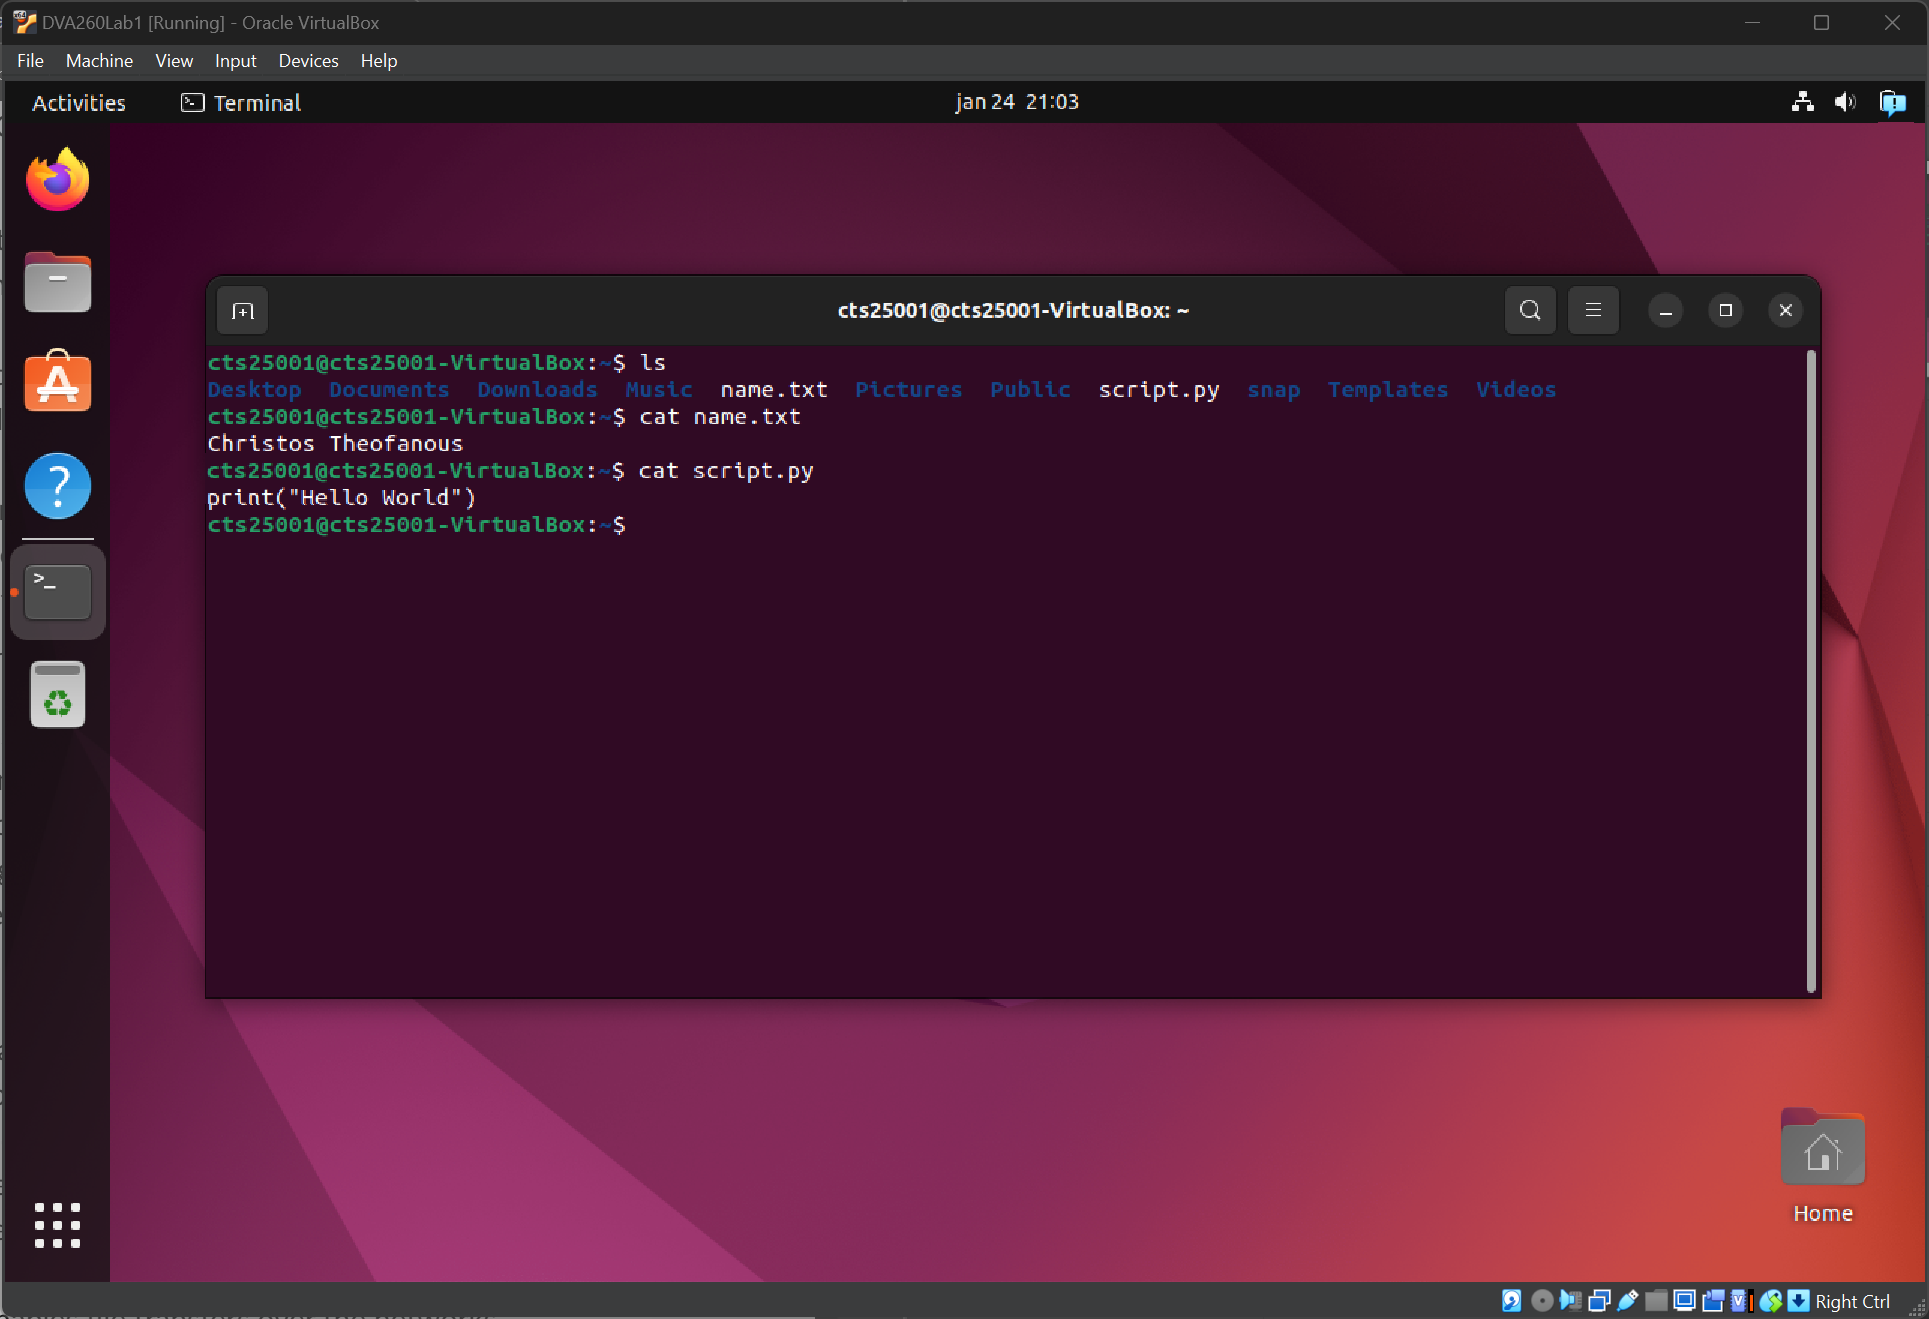 DVA260Lab1 [Running] - Oracle VirtualBox
File Machine View Input Devices Help
Activities Terminal jan 24 21:03
cts25001@cts25001-VirtualBox: ~
cts25001@cts25001-VirtualBox:~$ ls
Desktop Documents Downloads Music name.txt Pictures Public script.py snap Templates Videos
cts25001@cts25001-VirtualBox:~$ cat name.txt
Christos Theofanous
cts25001@cts25001-VirtualBox:~$ cat script.py
print("Hello World")
cts25001@cts25001-VirtualBox:~$
Home
Right Ctrl